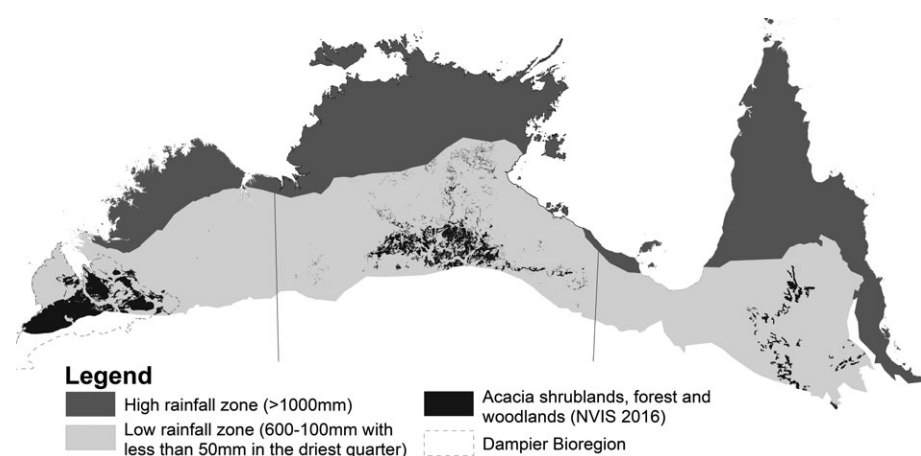 Legend
High rainfall zone (>1000mm)
Low rainfall zone (600-100mm with
less than 50mm in the driest quarter)
Acacia shrublands, forest and
woodlands (NVIS 2016)
Dampier Bioregion